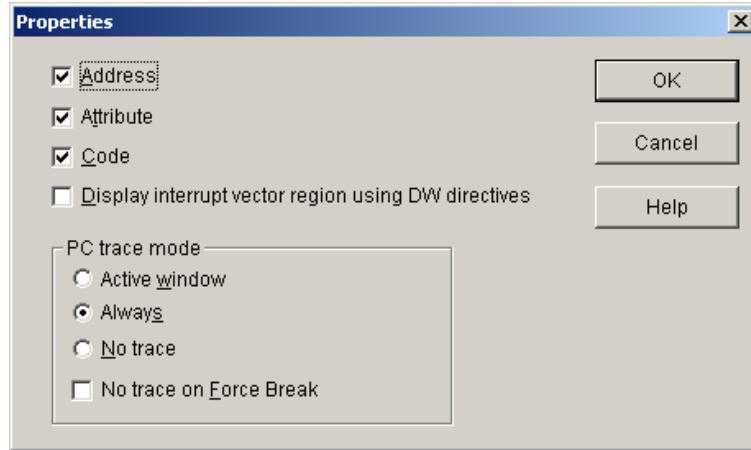 Properties
Address
Attribute
Code
Display interrupt vector region using DW directives
PC trace mode
Active window
Always
No trace
No trace on Force Break
OK
Cancel
Help